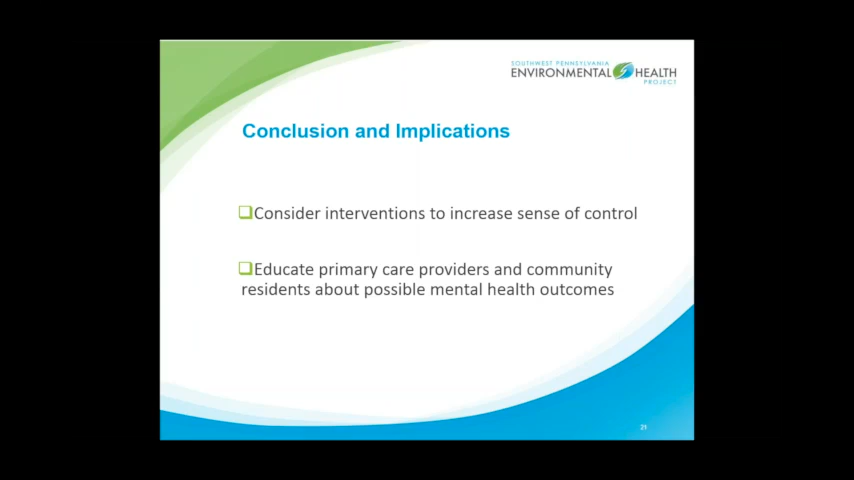 SOUTHWEST PENNSYLVANIA
ENVIRONMENTAL HEALTH
PROJECT
Conclusion and Implications
Consider interventions to increase sense of control
Educate primary care providers and community
residents about possible mental health outcomes
21